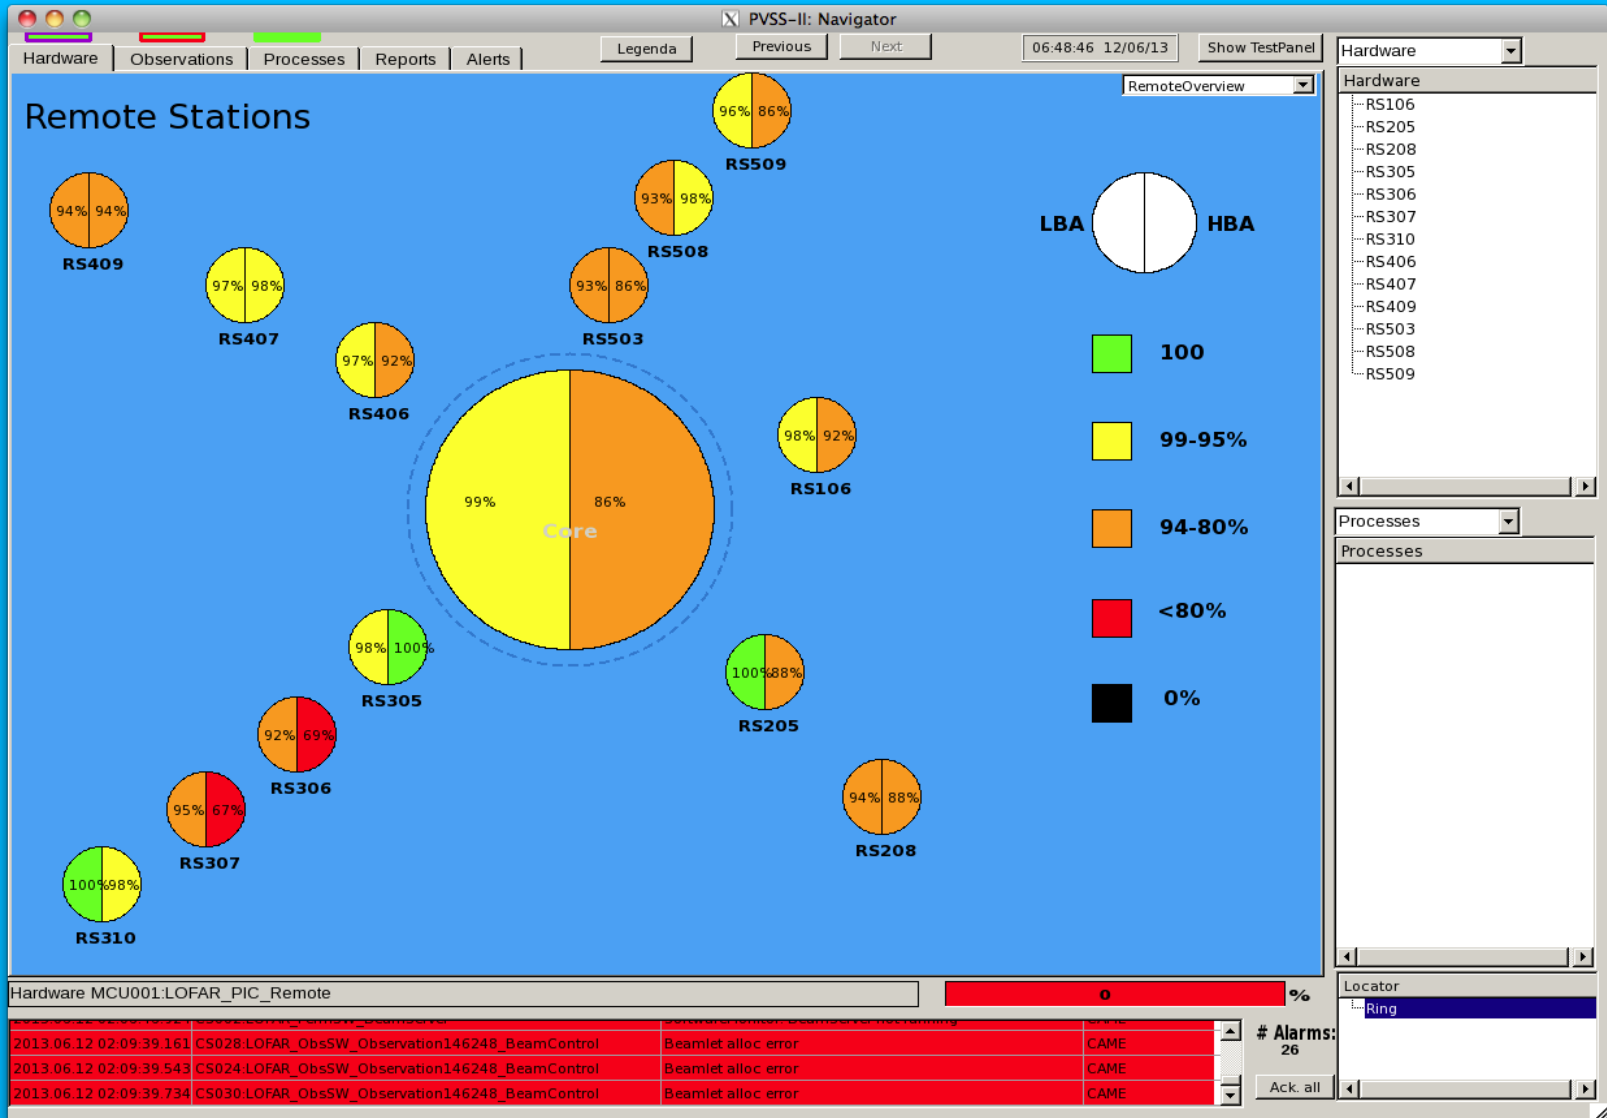 PVSS-II: Navigator
Hardware Observations Processes Reports Alerts
Legenda Previous Next 06:48:46 12/06/13 Show TestPanel
Remote Stations
RemoteOverview
96% 86%
RS509
93% 98%
RS508
94% 94%
RS409
97% 98%
RS407
93% 86%
RS503
97% 92%
RS406
98% 92%
RS106
99% 86%
Core
98% 100%
RS305
100% 88%
RS205
92% 69%
RS306
95% 67%
RS307
94% 88%
RS208
100% 98%
RS310
LBA HBA
100
99-95%
94-80%
<80%
0%
Hardware
Hardware
RS106
RS205
RS208
RS305
RS306
RS307
RS310
RS406
RS407
RS409
RS503
RS508
RS509
Processes
Processes
Locator
Ring
Hardware MCU001:LOFAR_PIC_Remote
0 %
2013.06.12 02:09:39.161 CS028:LOFAR_ObsSW_Observation146248_BeamControl Beamlet alloc error CAME
2013.06.12 02:09:39.543 CS024:LOFAR_ObsSW_Observation146248_BeamControl Beamlet alloc error CAME
2013.06.12 02:09:39.734 CS030:LOFAR_ObsSW_Observation146248_BeamControl Beamlet alloc error CAME
# Alarms:
26
Ack. all